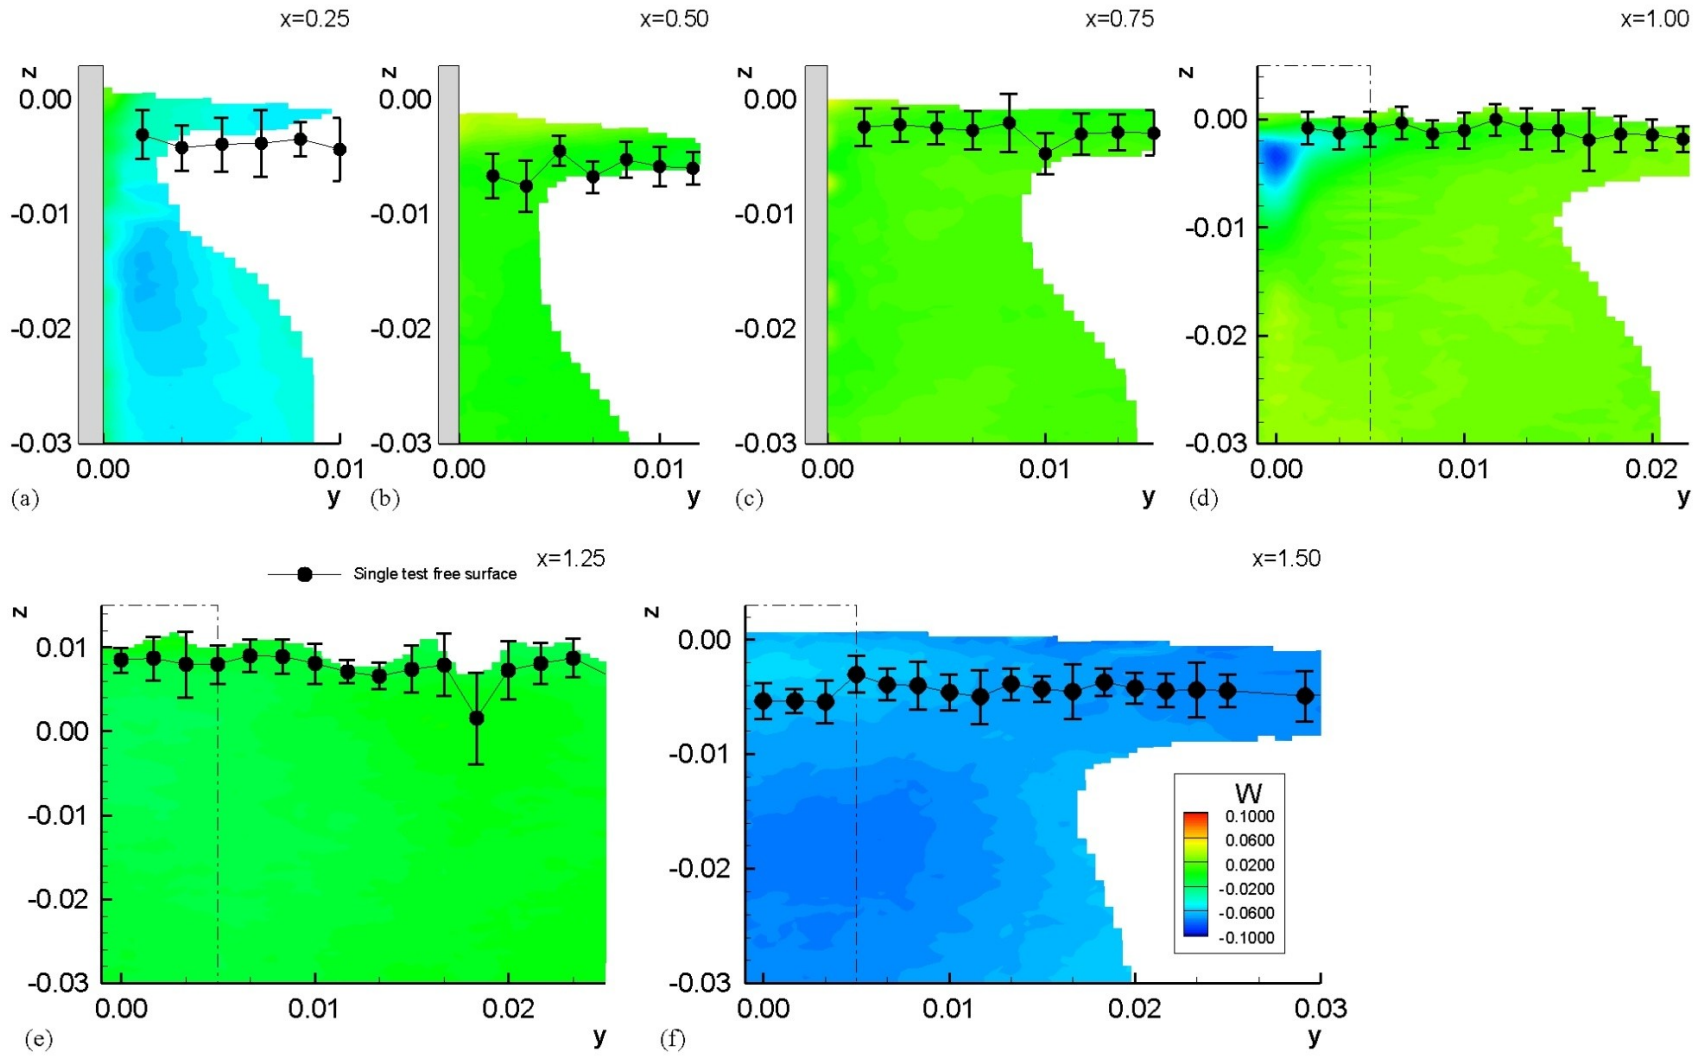 x=0.25
x=0.50
x=0.75
x=1.00
z
0.00
-0.01
-0.02
-0.03
0.00
0.01
y
(a)
z
0.00
-0.01
-0.02
-0.03
0.00
0.01
y
(b)
z
0.00
-0.01
-0.02
-0.03
0.00
0.01
y
(c)
z
0.00
-0.01
-0.02
-0.03
0.00
0.01
0.02
y
(d)
x=1.25
Single test free surface
z
0.01
0.00
-0.01
-0.02
-0.03
0.00
0.01
0.02
y
(e)
x=1.50
z
0.00
-0.01
-0.02
-0.03
0.00
0.01
0.02
0.03
y
(f)
W
0.1000
0.0600
0.0200
-0.0200
-0.0600
-0.1000